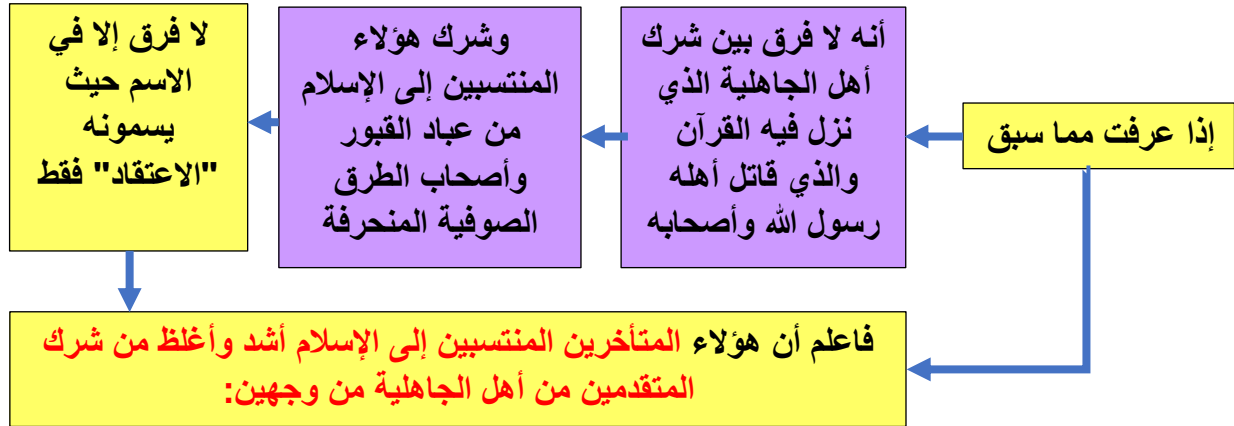 إذا عرفت مما سبق
أنه لا فرق بين شرك
أهل الجاهلية الذي
نزل فيه القرآن
والذي قاتل أهله
رسول الله وأصحابه
وشرك هؤلاء
المنتسبين إلى الإسلام
من عباد القبور
وأصحاب الطرق
الصوفية المنحرفة
لا فرق إلا في
الاسم حيث
يسمونه
"الاعتقاد" فقط
فاعلم أن هؤلاء المتأخرين المنتسبين إلى الإسلام أشد وأغلظ من شرك
المتقدمين من أهل الجاهلية من وجهين: